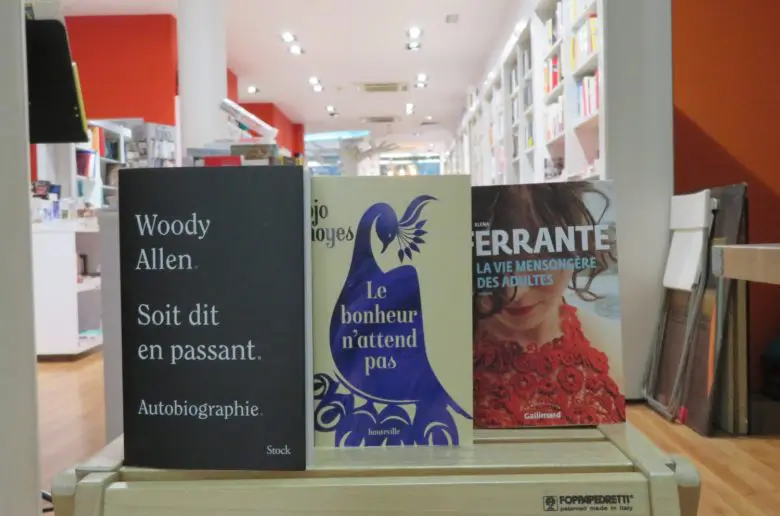 Woody
Allen.
Soit dit
en passant.
Autobiographie.
Stock
ojo
oyes
Le
bonheur
n'attend
pas
hauteville
ELENA
FERRANTE
LA VIE MENSONGÈRE
DES ADULTES
Gallimard
FOPPAPEDRETTI®
patented made in Italy